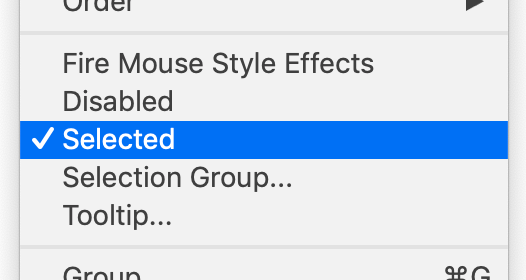 Order ▶
Fire Mouse Style Effects
Disabled
✓ Selected
Selection Group...
Tooltip...
Group ⌘G